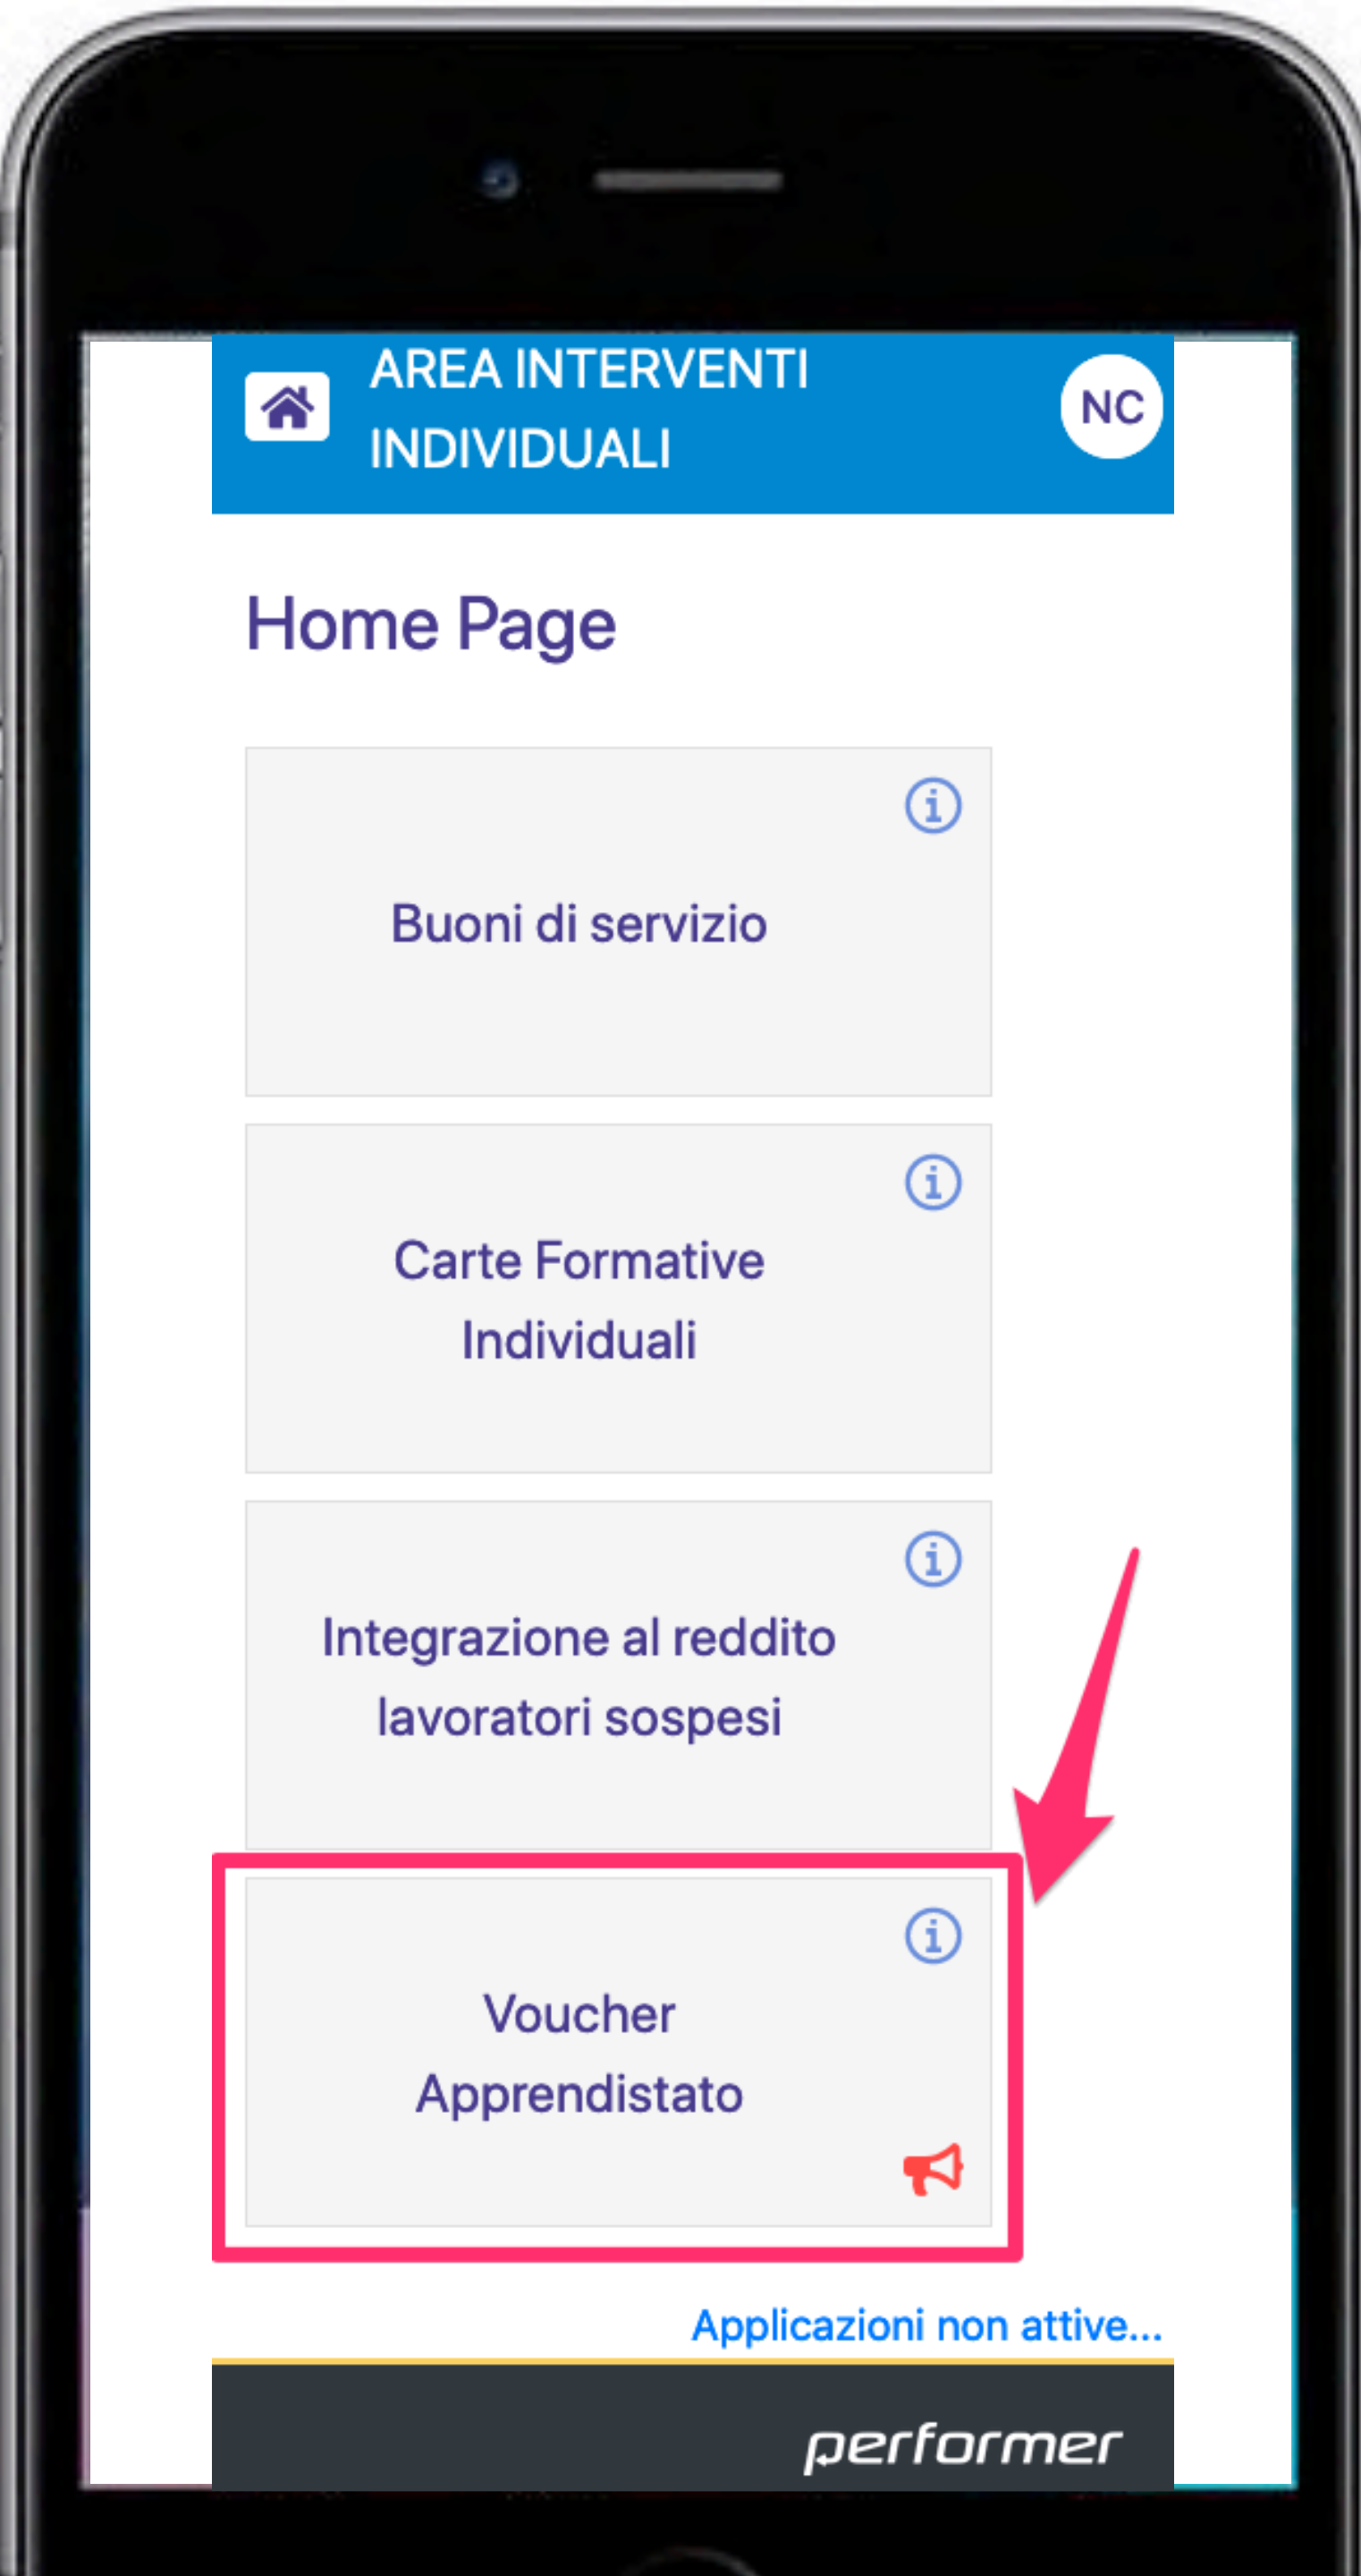 AREA INTERVENTI
INDIVIDUALI
NC
Home Page
Buoni di servizio
Carte Formative
Individuali
Integrazione al reddito
lavoratori sospesi
Voucher
Apprendistato
Applicazioni non attive...
performer